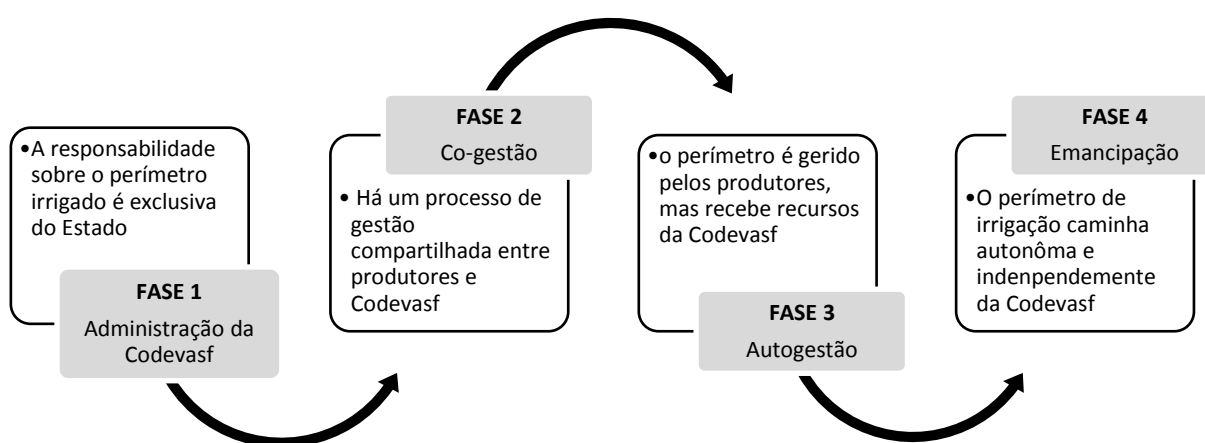 •A responsabilidade
sobre o perímetro
irrigado é exclusiva
do Estado
FASE 1
Administração da
Codevasf
FASE 2
Co-gestão
• Há um processo de
gestão
compartilhada entre
produtores e
Codevasf
•o perímetro é gerido
pelos produtores,
mas recebe recursos
da Codevasf
FASE 3
Autogestão
FASE 4
Emancipação
•O perímetro de
irrigação caminha
autonôma e
indenpendemente
da Codevasf